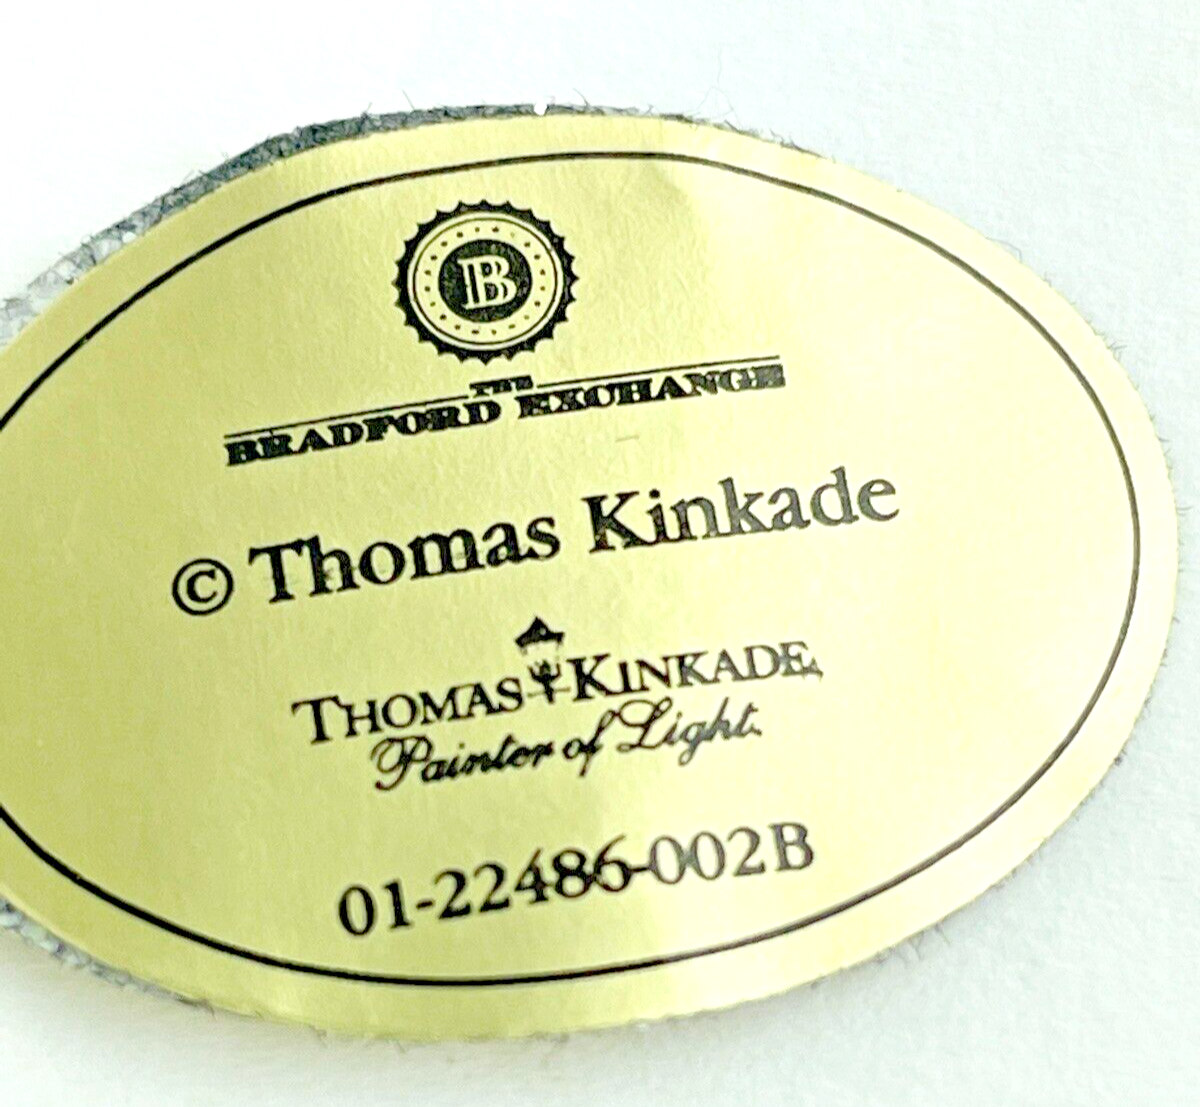 B
THE
BRADFORD EXCHANGE
© Thomas Kinkade
THOMAS KINKADE
Painter of Light
01-22486-002B